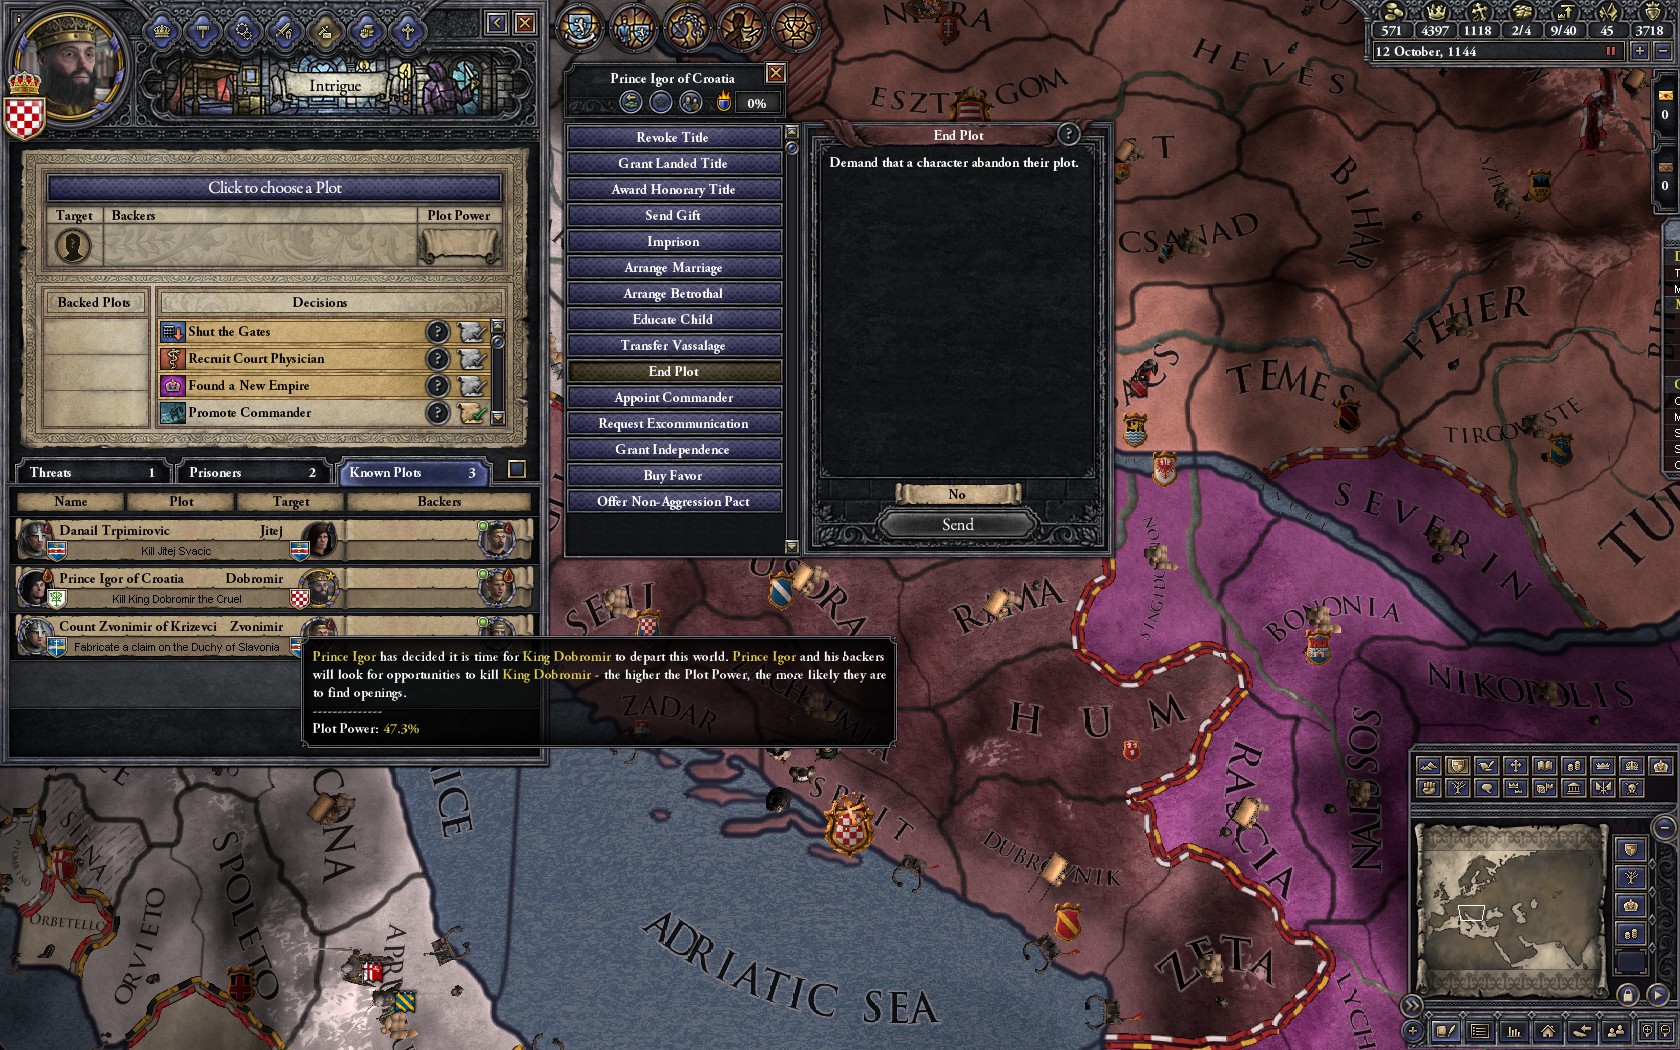 Intrigue
Click to choose a Plot
Target
Backers
Plot Power
Backed Plots
Decisions
Shut the Gates
Recruit Court Physician
Found a New Empire
Promote Commander
Threats 1
Prisoners 2
Known Plots 3
Name
Plot
Target
Backers
Danail Trpimirovic Jitej
Kill Jitej Svacic
Prince Igor of Croatia Dobromir
Kill King Dobromir the Cruel
Count Zvonimir of Krizevci Zvonimir
Fabricate a claim on the Duchy of Slavonia
Prince Igor has decided it is time for King Dobromir to depart this world. Prince Igor and his backers
will look for opportunities to kill King Dobromir - the higher the Plot Power, the more likely they are
to find openings.
---------------
Plot Power: 47.3%
Prince Igor of Croatia
0%
Revoke Title
Grant Landed Title
Award Honorary Title
Send Gift
Imprison
Arrange Marriage
Arrange Betrothal
Educate Child
Transfer Vassalage
End Plot
Appoint Commander
Request Excommunication
Grant Independence
Buy Favor
Offer Non-Aggression Pact
End Plot
Demand that a character abandon their plot.
No
Send
571
4397
1118
2/4
9/40
45
3718
12 October, 1144
0
0
HEVES
BIHAR
CSANAD
FEHER
TEMES
TIRGOVISTE
SEVERIN
RAMA
BONONIA
NIKOPOLIS
ZADAR
HUM
RASCIA
NAISSOS
SPLIT
DUBROVNIK
ZETA
ADRIATIC SEA
SPOLETO
ORVIETO
ORBETELLO